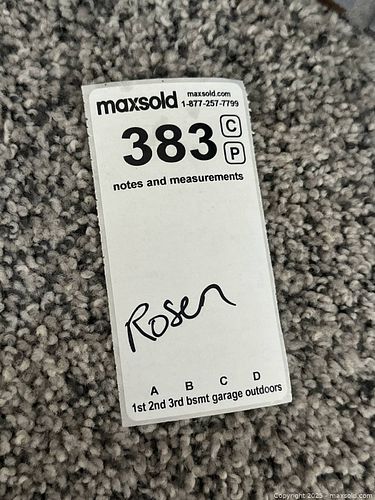 maxsold maxsold.com
1-877-257-7799
383 C
P
notes and measurements
Rosen
A B C D
1st 2nd 3rd bsmt garage outdoors
Copyright 2025 - maxsold.com